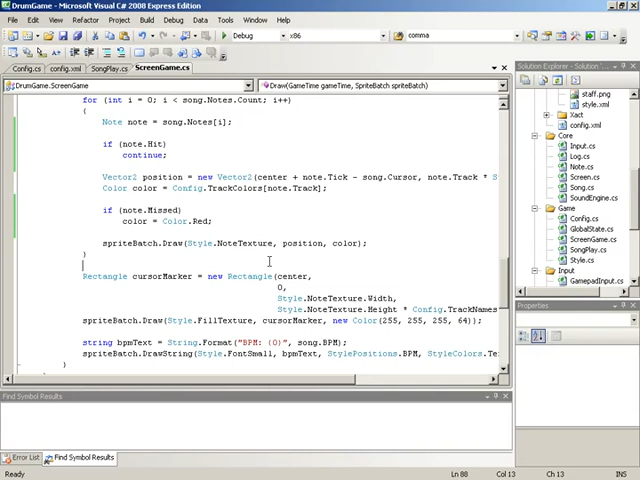 DrumGame - Microsoft Visual C# 2008 Express Edition
File Edit View Refactor Project Build Debug Data Tools Window Help
Debug x86 comma
Config.cs config.xml SongPlay.cs ScreenGame.cs
DrumGame.ScreenGame Draw(GameTime gameTime, SpriteBatch spriteBatch)
for (int i = 0; i < song.Notes.Count; i++)
{
Note note = song.Notes[i];
if (note.Hit)
continue;
Vector2 position = new Vector2(center + note.Tick - song.Cursor, note.Track * S
Color color = Config.TrackColors[note.Track];
if (note.Missed)
color = Color.Red;
spriteBatch.Draw(Style.NoteTexture, position, color);
}
Rectangle cursorMarker = new Rectangle(center,
0,
Style.NoteTexture.Width,
Style.NoteTexture.Height * Config.TrackNames
spriteBatch.Draw(Style.FillTexture, cursorMarker, new Color(255, 255, 255, 64));
string bpmText = String.Format("BPM: {0}", song.BPM);
spriteBatch.DrawString(Style.FontSmall, bpmText, StylePositions.BPM, StyleColors.Te
}
Solution Explorer - ScreenGam...
staff.png
style.xml
Xact
config.xml
Core
Input.cs
Log.cs
Note.cs
Screen.cs
Song.cs
SoundEngine.cs
Game
Config.cs
GlobalState.cs
ScreenGame.cs
SongPlay.cs
Style.cs
Input
GamepadInput.cs
Properties
Find Symbol Results
Error List Find Symbol Results
Ready Ln 88 Col 13 Ch 13 INS